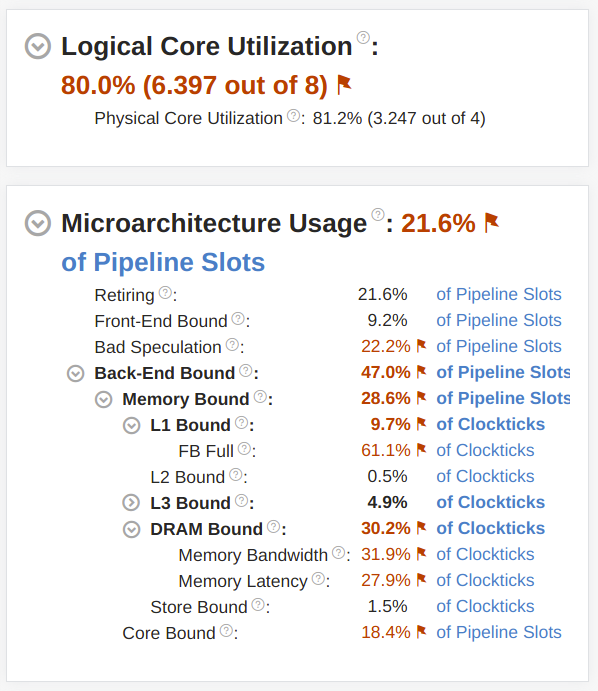 Logical Core Utilization ? :
80.0% (6.397 out of 8)
Physical Core Utilization ? : 81.2% (3.247 out of 4)
Microarchitecture Usage ? : 21.6%
of Pipeline Slots
Retiring ? : 21.6% of Pipeline Slots
Front-End Bound ? : 9.2% of Pipeline Slots
Bad Speculation ? : 22.2% of Pipeline Slots
Back-End Bound ? : 47.0% of Pipeline Slots
Memory Bound ? : 28.6% of Pipeline Slots
L1 Bound ? : 9.7% of Clockticks
FB Full ? : 61.1% of Clockticks
L2 Bound ? : 0.5% of Clockticks
L3 Bound ? : 4.9% of Clockticks
DRAM Bound ? : 30.2% of Clockticks
Memory Bandwidth ? : 31.9% of Clockticks
Memory Latency ? : 27.9% of Clockticks
Store Bound ? : 1.5% of Clockticks
Core Bound ? : 18.4% of Pipeline Slots